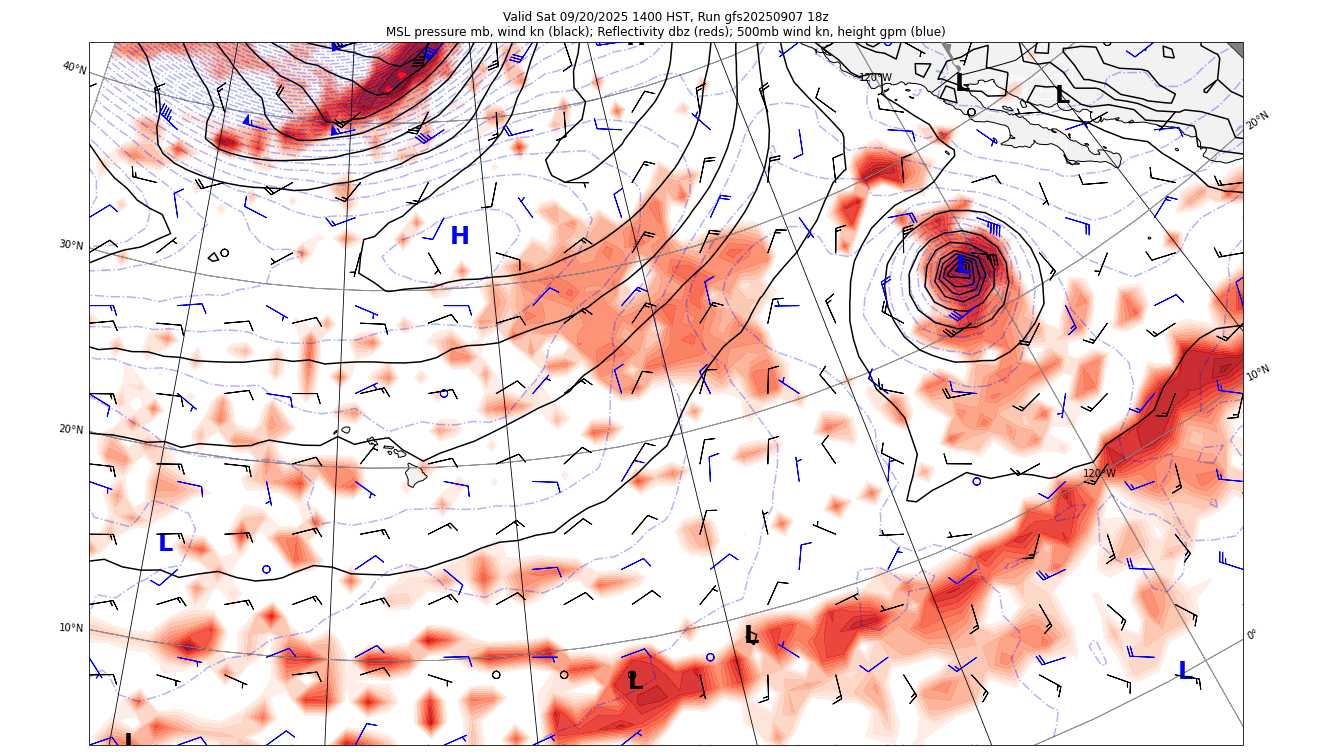 Valid Sat 09/20/2025 1400 HST, Run gfs20250907 18z
MSL pressure mb, wind kn (black); Reflectivity dbz (reds); 500mb wind kn, height gpm (blue)
H
40°N
120°W
L
L
20°N
30°N
H
L
10°N
20°N
120°W
L
10°N
L
0°
L
L
L